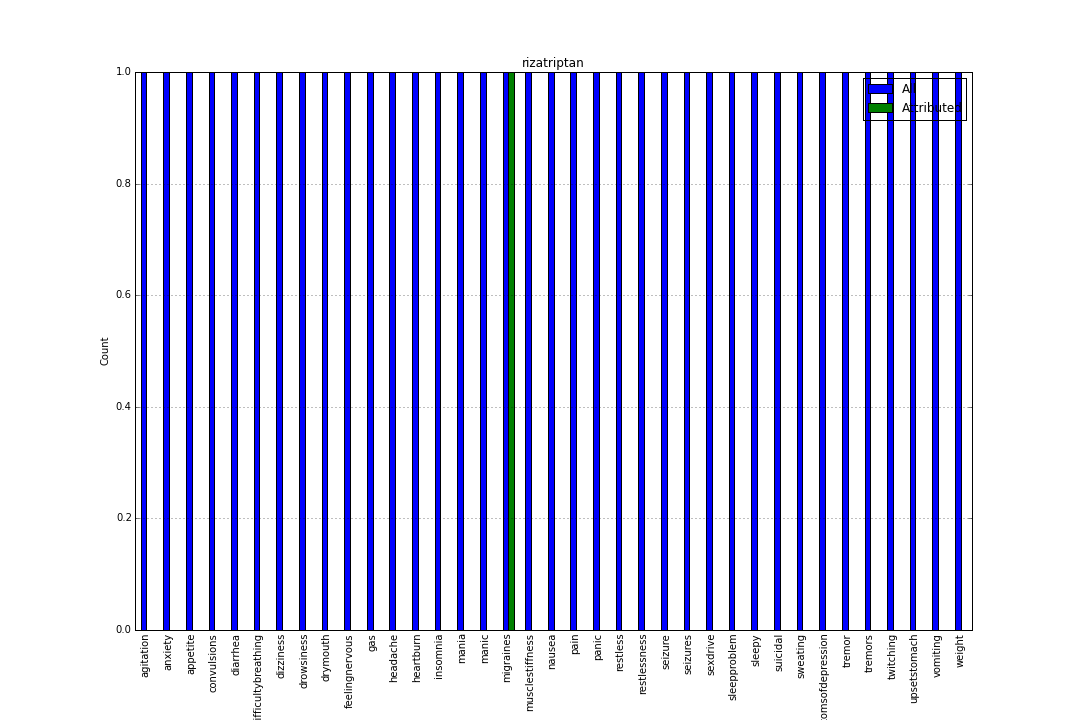 rizatriptan
1.0
0.8
0.6
0.4
0.2
0.0
Count
All
Attributed
agitation
anxiety
appetite
convulsions
diarrhea
ifficultybreathing
dizziness
drowsiness
drymouth
feelingnervous
gas
headache
heartburn
insomnia
mania
manic
migraines
musclestiffness
nausea
pain
panic
restless
restlessness
seizure
seizures
sexdrive
sleepproblem
sleepy
suicidal
sweating
omsofdepression
tremor
tremors
twitching
upsetstomach
vomiting
weight